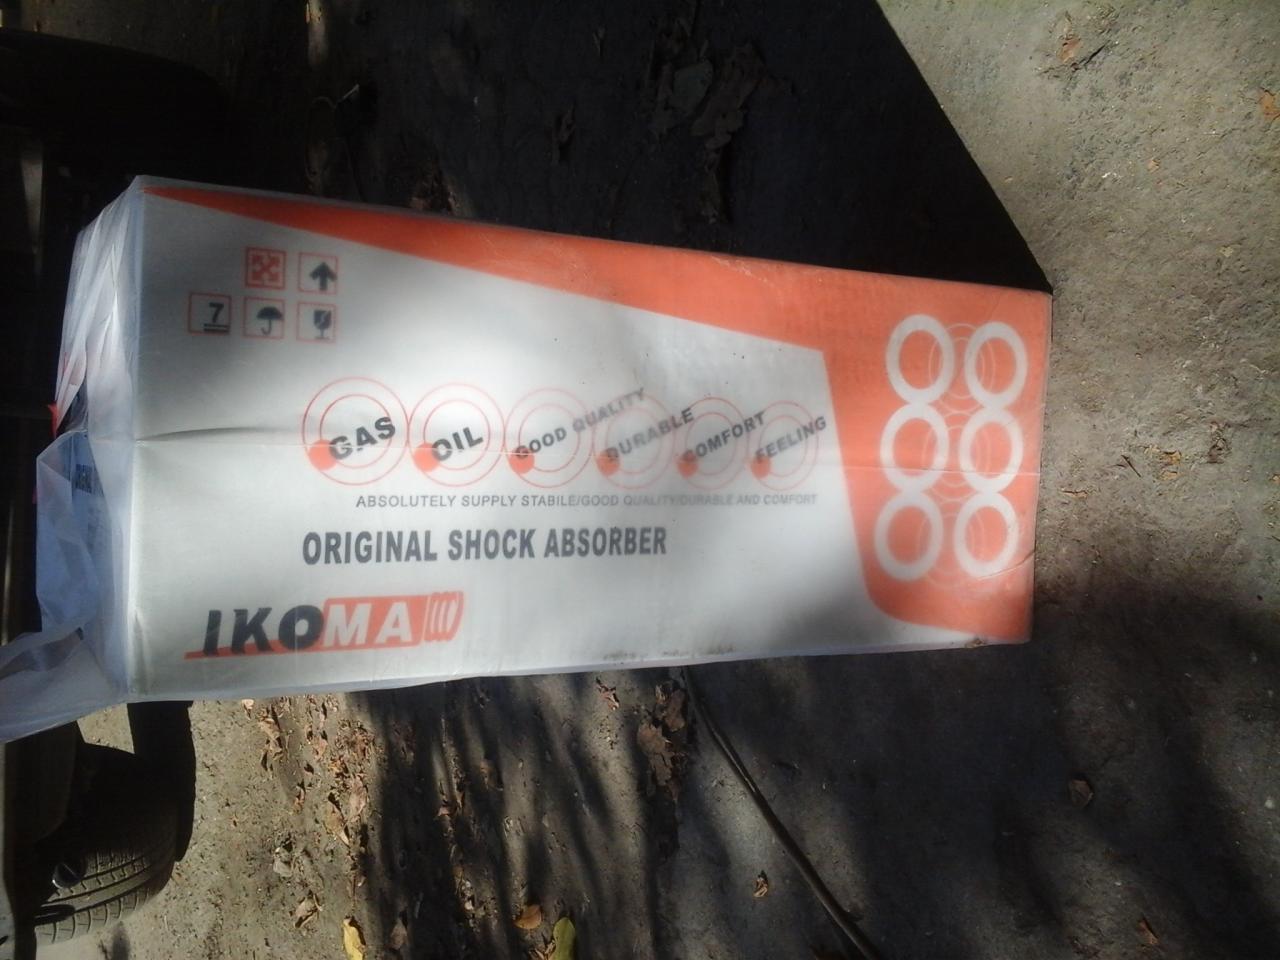 7
GAS
OIL
GOOD QUALITY
DURABLE
COMFORT
FEELING
ABSOLUTELY SUPPLY STABILE/GOOD QUALITY/DURABLE AND COMFORT
ORIGINAL SHOCK ABSORBER
IKOMA